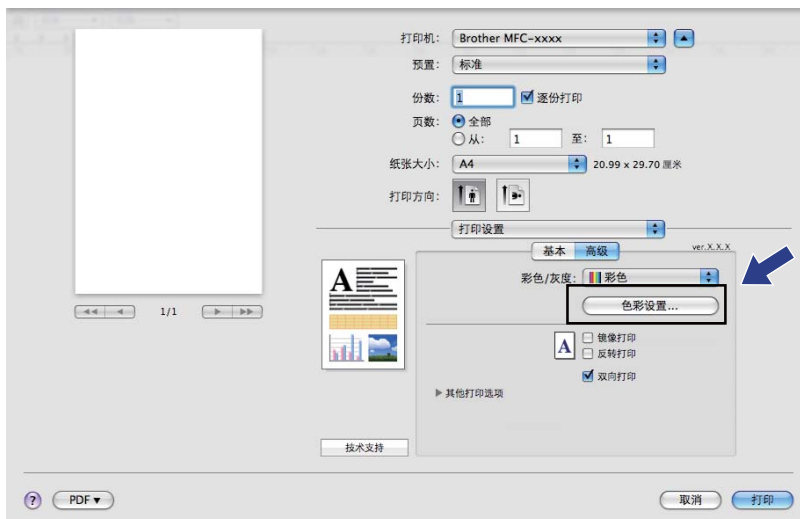 打印机: Brother MFC-xxxx
预置: 标准
份数: 1 逐份打印
页数: 全部
从: 1 至: 1
纸张大小: A4 20.99 x 29.70 厘米
打印方向:
打印设置
基本 高级 ver.X.X.X
彩色/灰度: 彩色
色彩设置...
A
1/1
A 镜像打印
反转打印
双向打印
其他打印选项
技术支持
? PDF 取消 打印